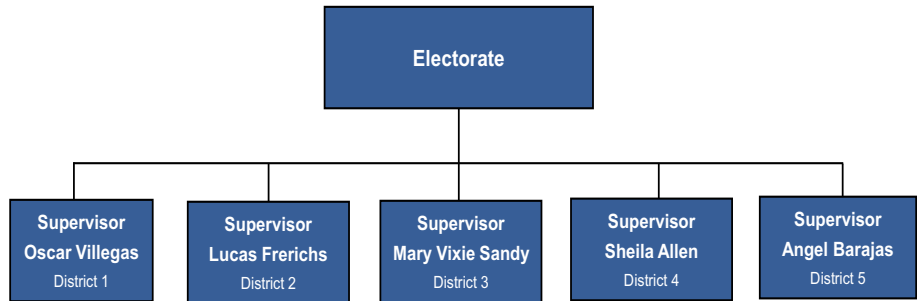 Electorate
Supervisor
Oscar Villegas
District 1
Supervisor
Lucas Frerichs
District 2
Supervisor
Mary Vixie Sandy
District 3
Supervisor
Sheila Allen
District 4
Supervisor
Angel Barajas
District 5